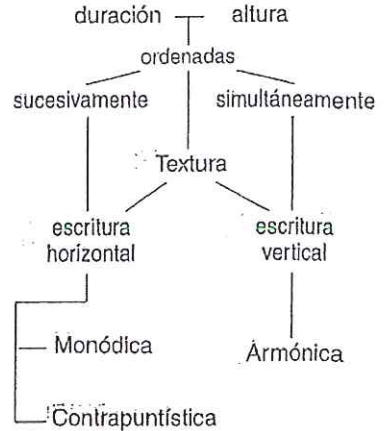 duración altura
ordenadas
sucesivamente simultáneamente
Textura
escritura escritura
horizontal vertical
Monódica Armónica
Contrapuntística